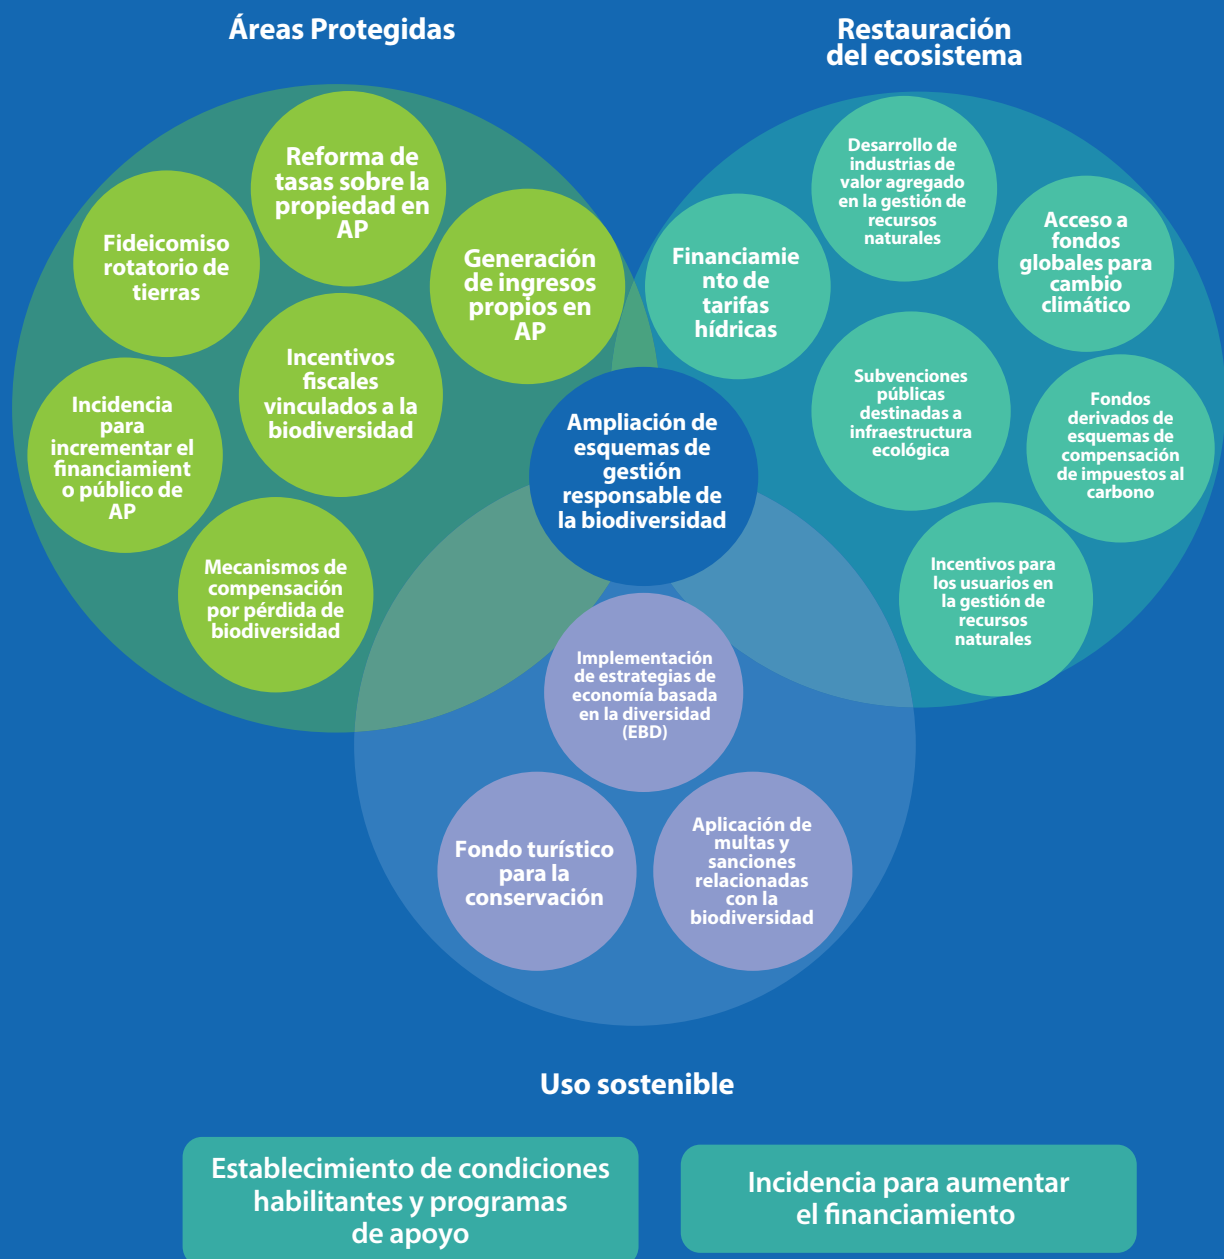 Áreas Protegidas
Reforma de
tasas sobre la
propiedad en
AP
Fideicomiso
rotatorio de
tierras
Generación
de ingresos
propios en
AP
Incentivos
fiscales
vinculados a la
biodiversidad
Incidencia
para
incrementar el
financiamient
o público de
AP
Mecanismos de
compensación
por pérdida de
biodiversidad
Restauración
del ecosistema
Desarrollo de
industrias de
valor agregado
en la gestión de
recursos
naturales
Financiamie
nto de
tarifas
hídricas
Acceso a
fondos
globales para
cambio
climático
Subvenciones
públicas
destinadas a
infraestructura
ecológica
Fondos
derivados de
esquemas de
compensación
de impuestos al
carbono
Incentivos para
los usuarios en
la gestión de
recursos
naturales
Ampliación de
esquemas de
gestión
responsable de
la biodiversidad
Implementación
de estrategias de
economía basada
en la diversidad
(EBD)
Fondo turístico
para la
conservación
Aplicación de
multas y
sanciones
relacionadas
con la
biodiversidad
Uso sostenible
Establecimiento de condiciones
habilitantes y programas
de apoyo
Incidencia para aumentar
el financiamiento